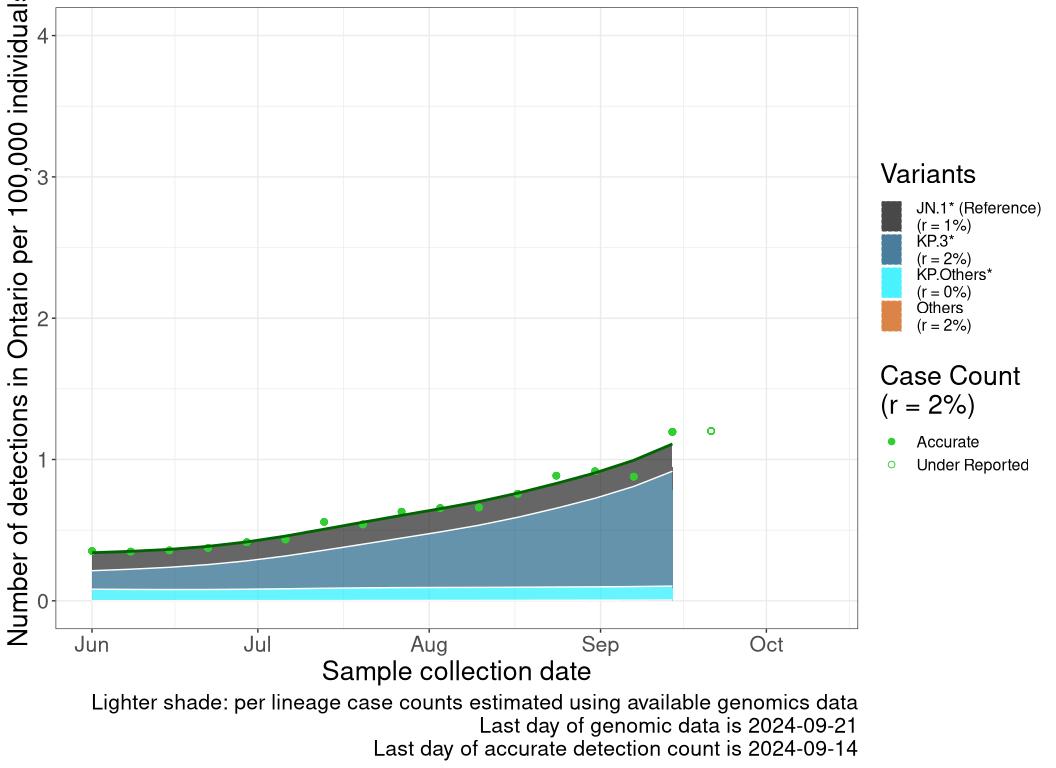 Number of detections in Ontario per 100,000 individuals
4
3
2
1
0
Jun
Jul
Aug
Sep
Oct
Sample collection date
Lighter shade: per lineage case counts estimated using available genomics data
Last day of genomic data is 2024-09-21
Last day of accurate detection count is 2024-09-14
Variants
JN.1* (Reference)
(r = 1%)
KP.3*
(r = 2%)
KP.Others*
(r = 0%)
Others
(r = 2%)
Case Count
(r = 2%)
Accurate
Under Reported